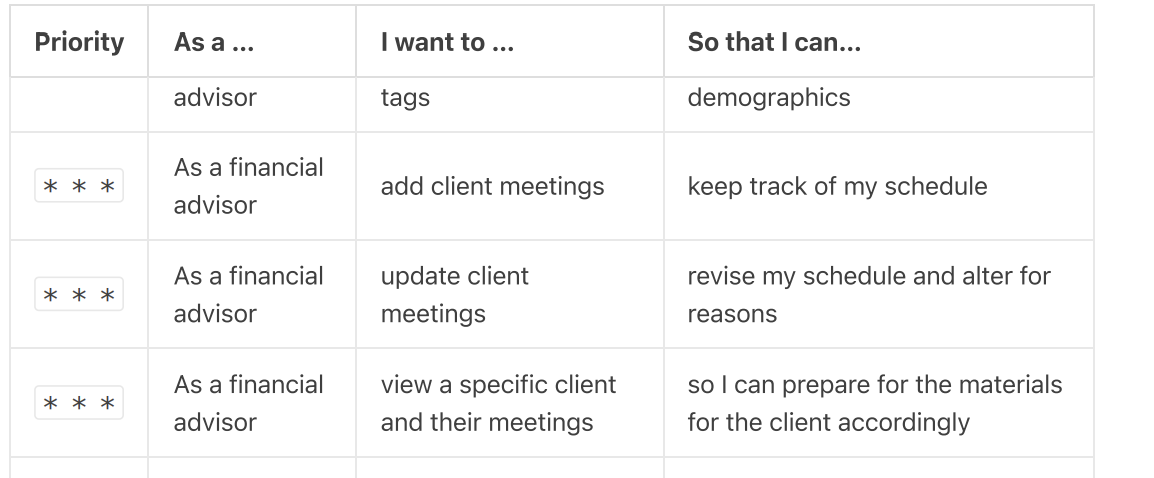 Priority As a ... I want to ... So that I can...
advisor tags demographics
* * * As a financial advisor add client meetings keep track of my schedule
* * * As a financial advisor update client meetings revise my schedule and alter for reasons
* * * As a financial advisor view a specific client and their meetings so I can prepare for the materials for the client accordingly